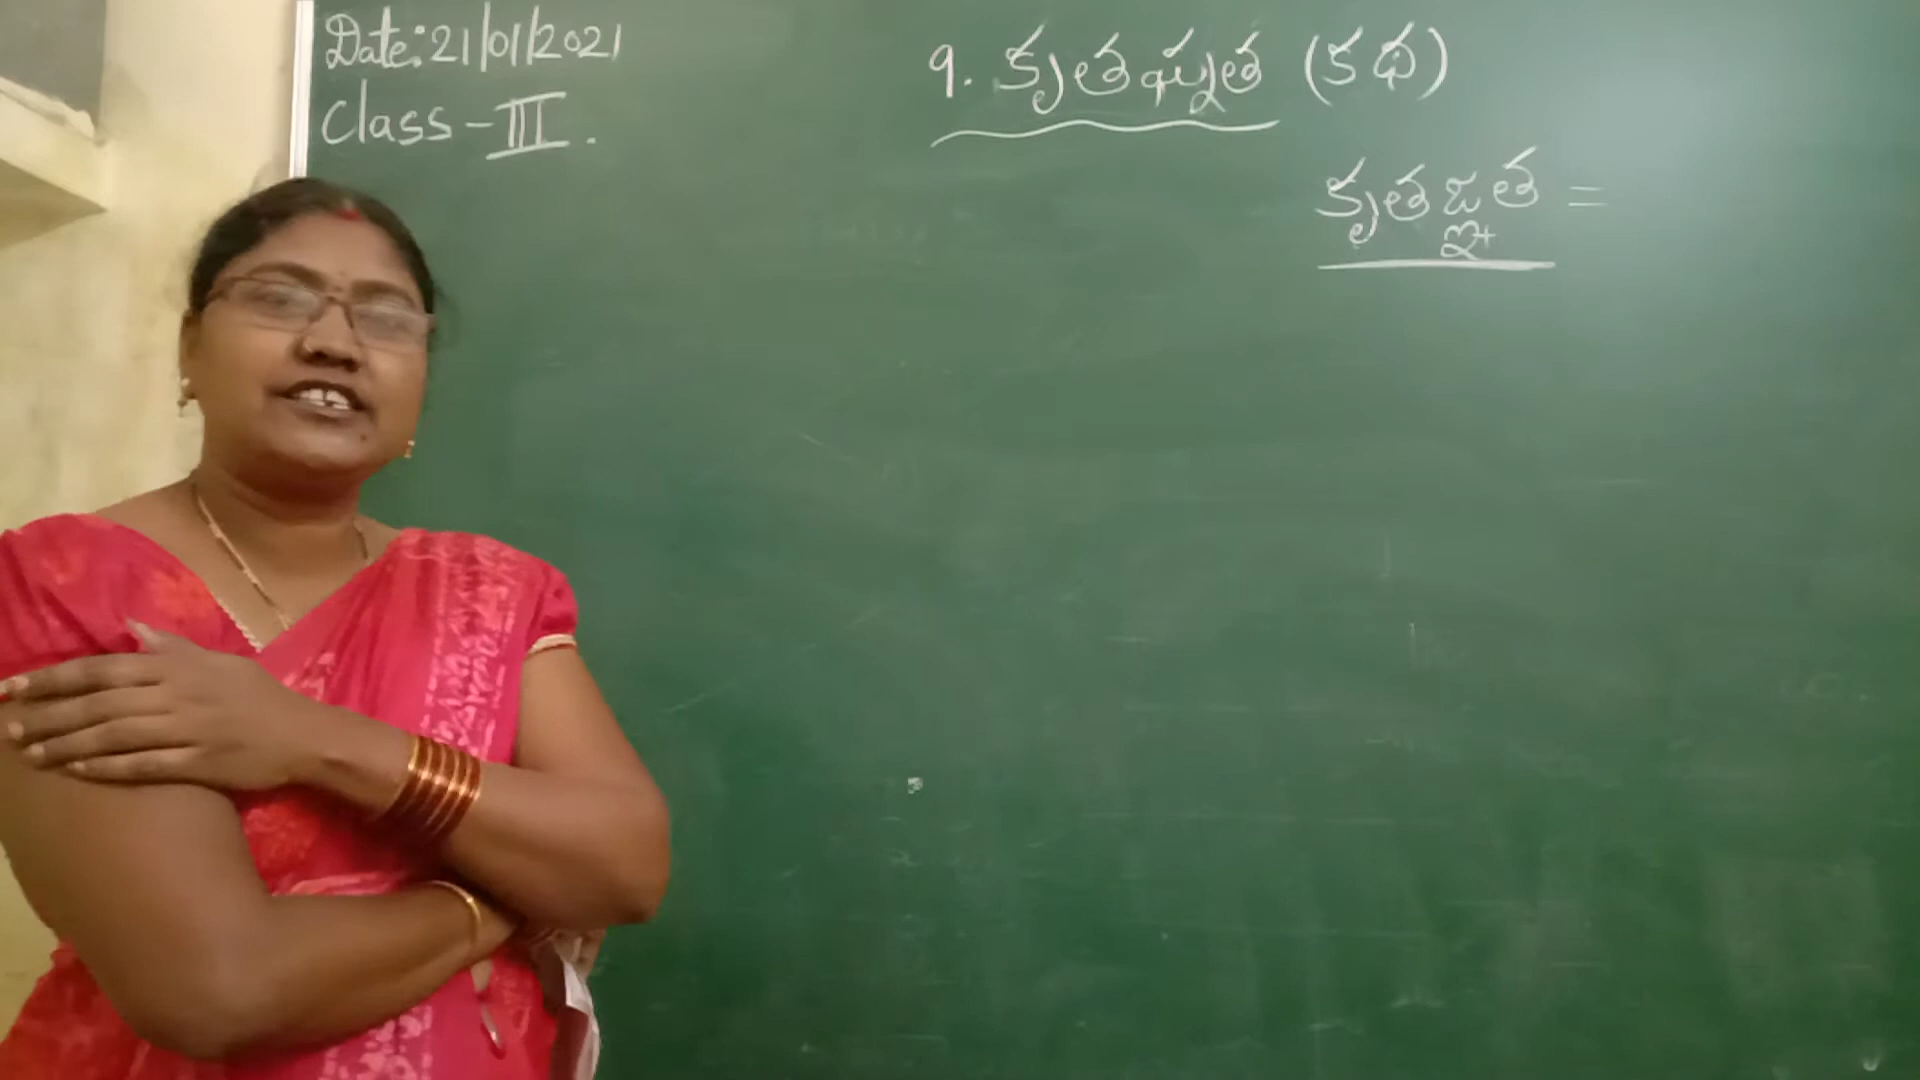 Date: 21/01/2021
Class - III.
9. కృతఘ్నత (కథ)
కృతజ్ఞత =